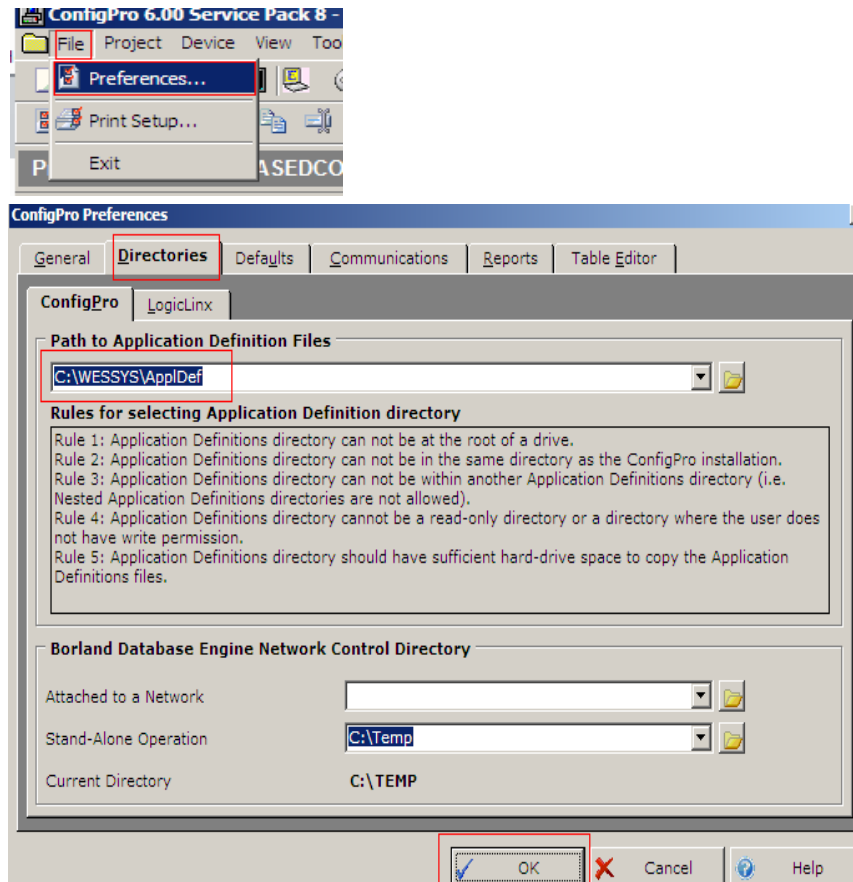 ConfigPro 6.00 Service Pack 8 -
File Project Device View Too
Preferences...
Print Setup...
P
ASEDCO
Exit
ConfigPro Preferences
General Directories Defaults Communications Reports Table Editor
ConfigPro LogicLinx
Path to Application Definition Files
C:\WESSYS\ApplDef
Rules for selecting Application Definition directory
Rule 1: Application Definitions directory can not be at the root of a drive.
Rule 2: Application Definitions directory can not be in the same directory as the ConfigPro installation.
Rule 3: Application Definitions directory can not be within another Application Definitions directory (i.e.
Nested Application Definitions directories are not allowed).
Rule 4: Application Definitions directory cannot be a read-only directory or a directory where the user does
not have write permission.
Rule 5: Application Definitions directory should have sufficient hard-drive space to copy the Application
Definitions files.
Borland Database Engine Network Control Directory
Attached to a Network
Stand-Alone Operation C:\Temp
Current Directory C:\TEMP
OK Cancel Help